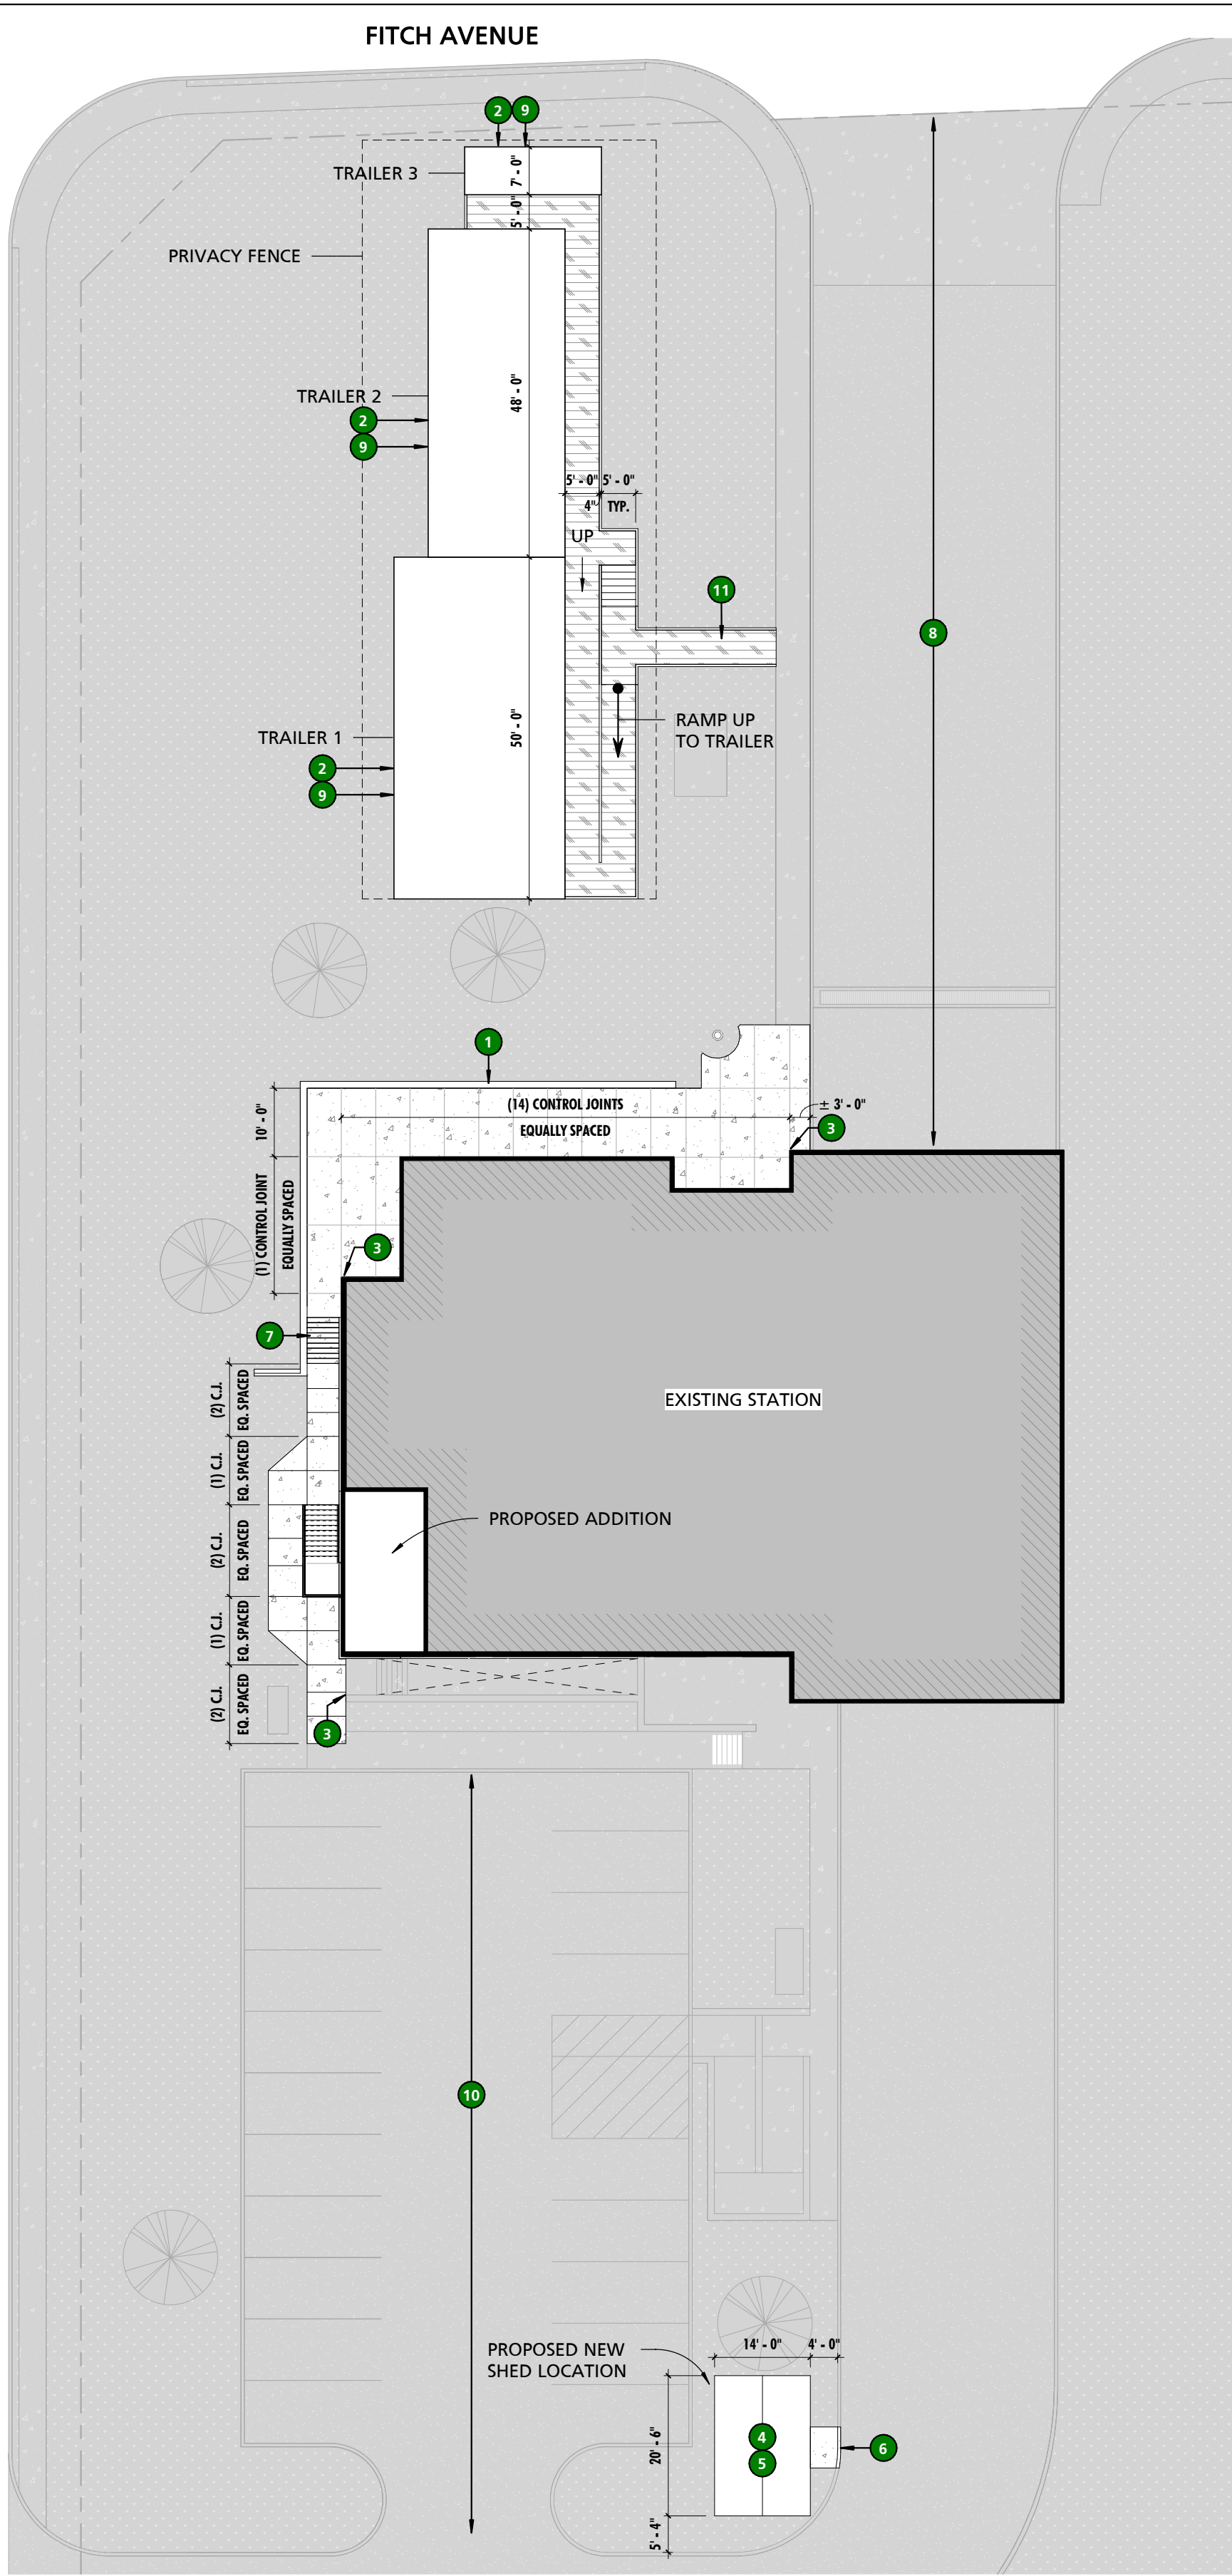 FITCH AVENUE
2 9
TRAILER 3
7' - 0"
5' - 0"
PRIVACY FENCE
TRAILER 2
48' - 0"
2
9
5' - 0" 5' - 0"
4" TYP.
UP
11
8
RAMP UP
TO TRAILER
50' - 0"
TRAILER 1
2
9
1
(14) CONTROL JOINTS
EQUALLY SPACED
± 3' - 0"
3
10' - 0"
(1) CONTROL JOINT
EQUALLY SPACED
3
7
EXISTING STATION
(2) C.J.
EQ. SPACED
(1) C.J.
EQ. SPACED
PROPOSED ADDITION
(2) C.J.
EQ. SPACED
(1) C.J.
EQ. SPACED
(2) C.J.
EQ. SPACED
3
10
PROPOSED NEW
SHED LOCATION
14' - 0" 4' - 0"
20' - 6"
4
5
6
5' - 4"